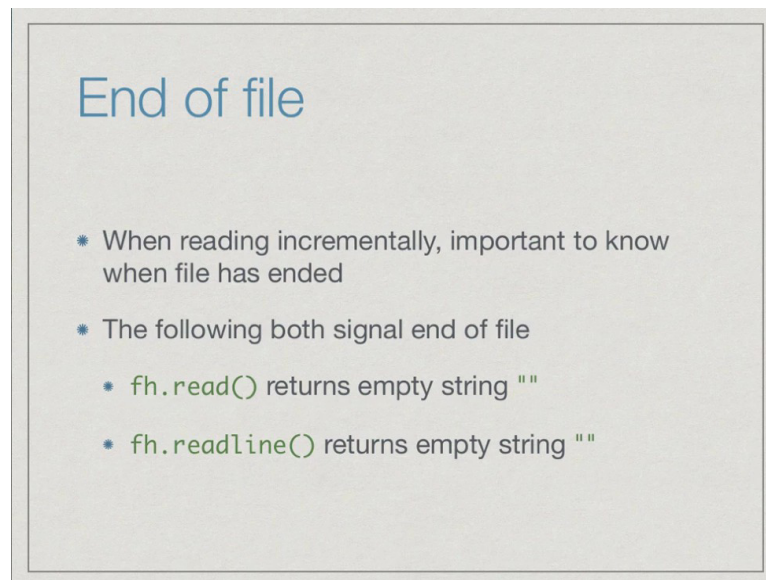 End of file
When reading incrementally, important to know
when file has ended
The following both signal end of file
fh.read() returns empty string ""
fh.readline() returns empty string ""